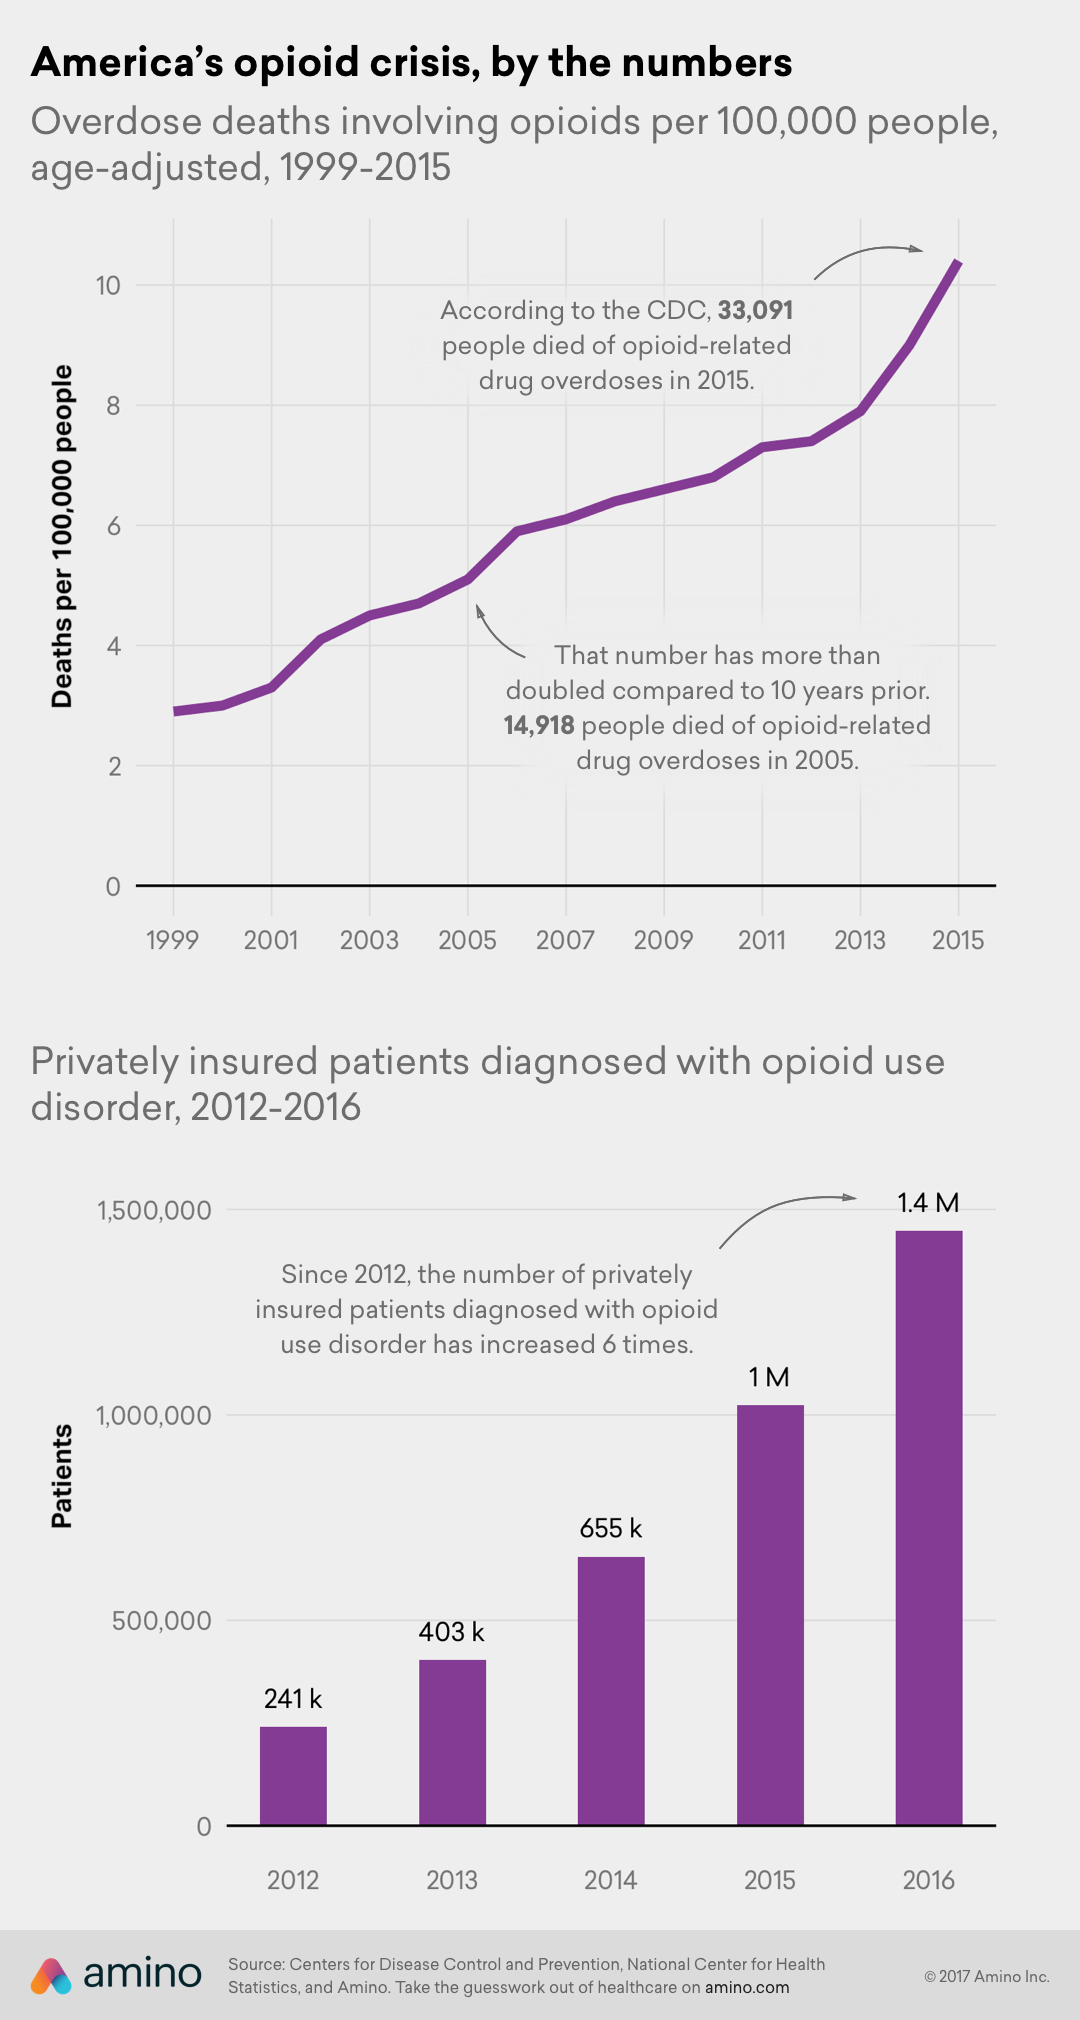 America’s opioid crisis, by the numbers
Overdose deaths involving opioids per 100,000 people,
age-adjusted, 1999-2015
Deaths per 100,000 people
10
8
6
4
2
0
According to the CDC, 33,091
people died of opioid-related
drug overdoses in 2015.
That number has more than
doubled compared to 10 years prior.
14,918 people died of opioid-related
drug overdoses in 2005.
1999 2001 2003 2005 2007 2009 2011 2013 2015
Privately insured patients diagnosed with opioid use
disorder, 2012-2016
Patients
1,500,000
1,000,000
500,000
0
Since 2012, the number of privately
insured patients diagnosed with opioid
use disorder has increased 6 times.
241 k
403 k
655 k
1 M
1.4 M
2012 2013 2014 2015 2016
amino
Source: Centers for Disease Control and Prevention, National Center for Health
Statistics, and Amino. Take the guesswork out of healthcare on amino.com
© 2017 Amino Inc.